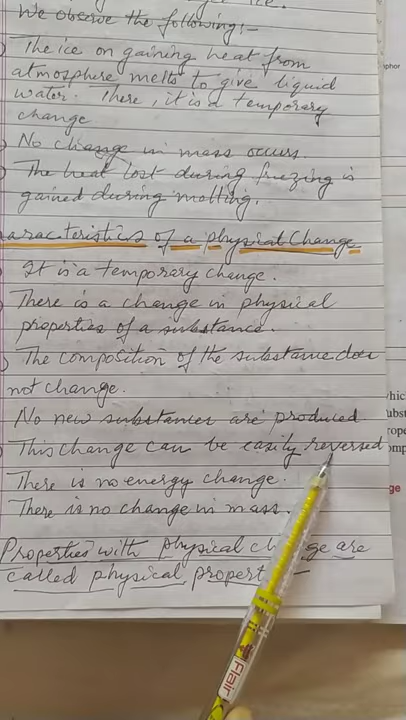 We observe the following:-
The ice on gaining heat from
atmosphere melts to give liquid
water. There, it is a temporary
change
No change in mass occurs.
The heat lost during freezing is
gained during melting.
aracteristics of a physical Change
It is a temporary change.
There is a change in physical
properties of a substance.
The composition of the substance does
not change.
No new substances are produced
This change can be easily reversed
There is no energy change.
There is no change in mass.
Properties with physical ch ge are
called physical propert -
Flair